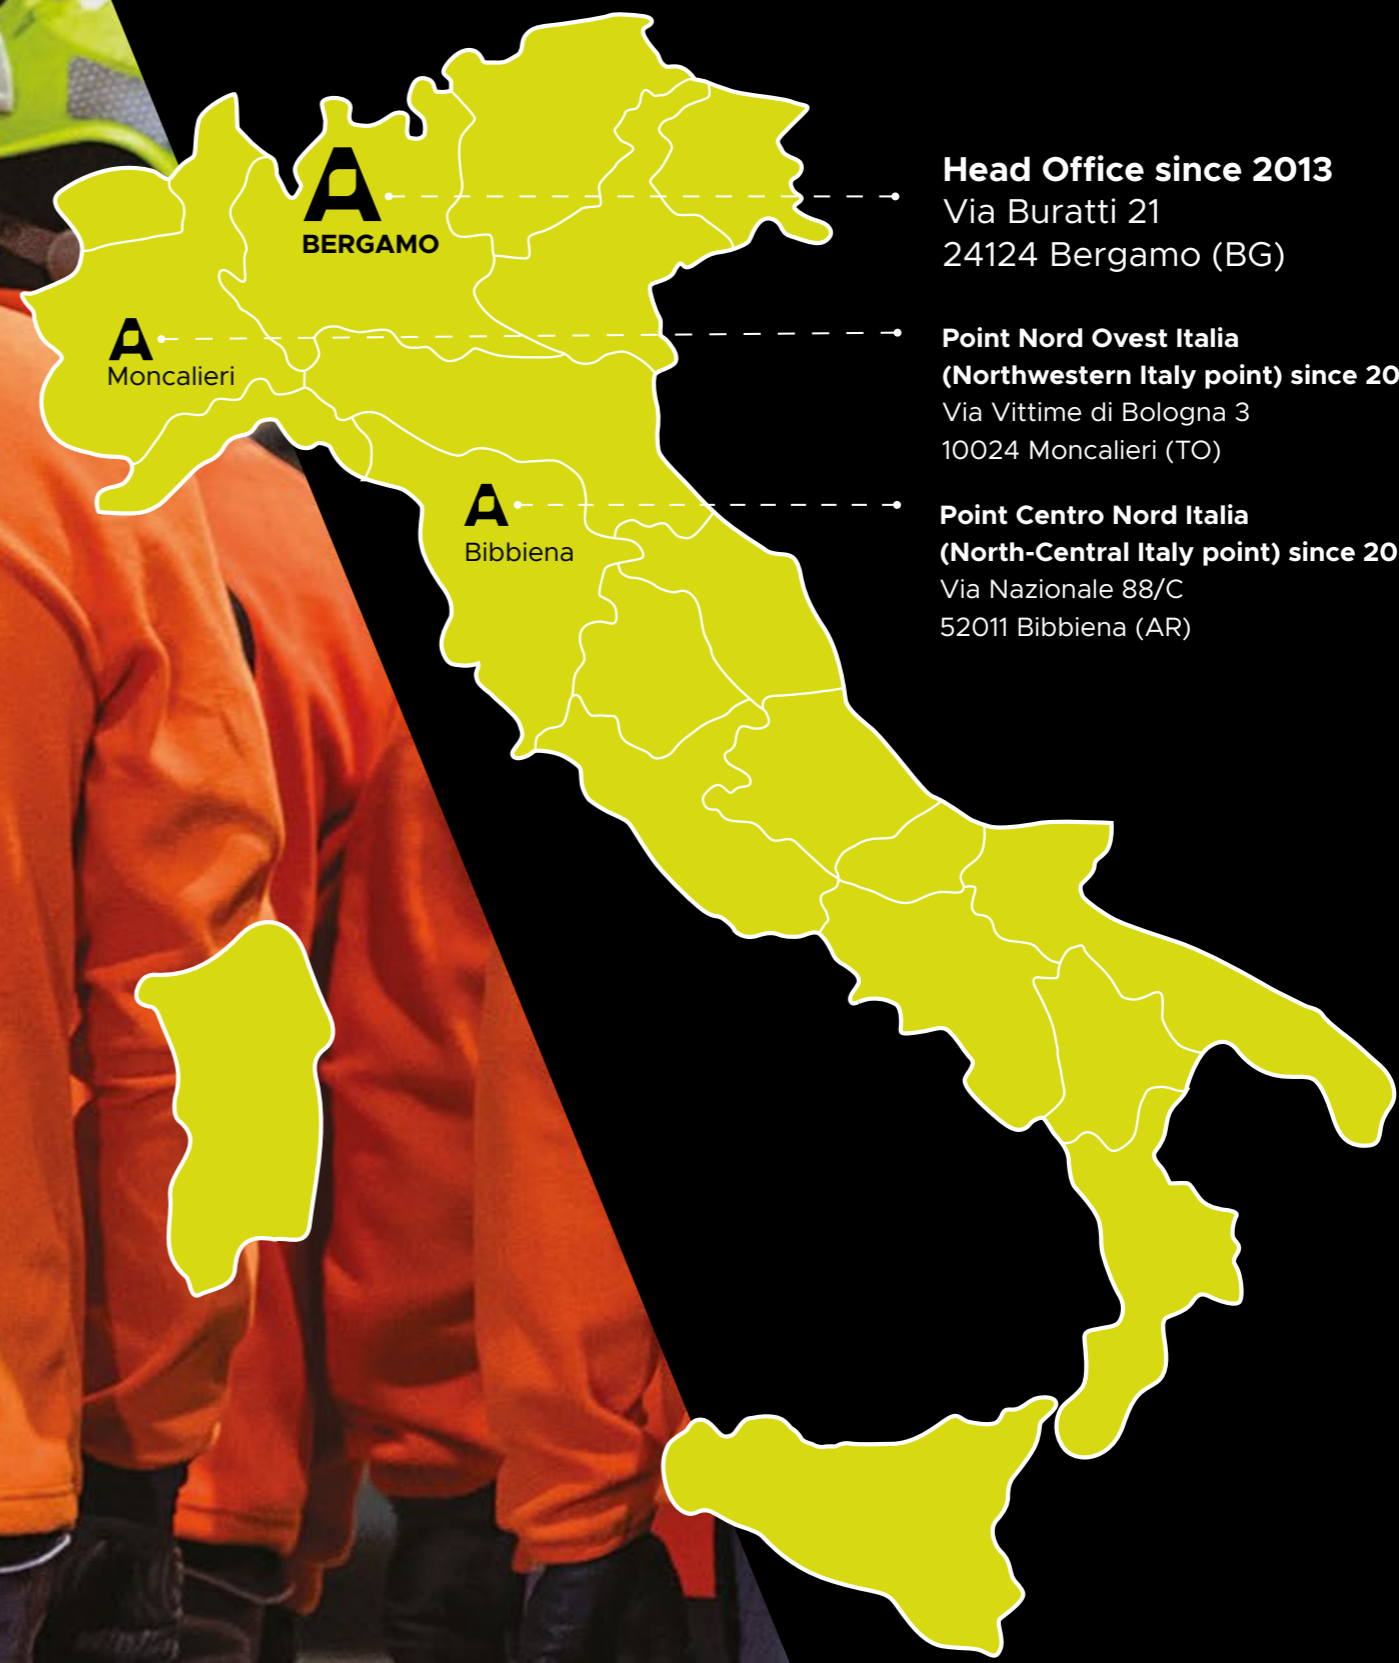 BERGAMO
Moncalieri
Bibbiena
Head Office since 2013
Via Buratti 21
24124 Bergamo (BG)
Point Nord Ovest Italia
(Northwestern Italy point) since 20
Via Vittime di Bologna 3
10024 Moncalieri (TO)
Point Centro Nord Italia
(North-Central Italy point) since 20
Via Nazionale 88/C
52011 Bibbiena (AR)